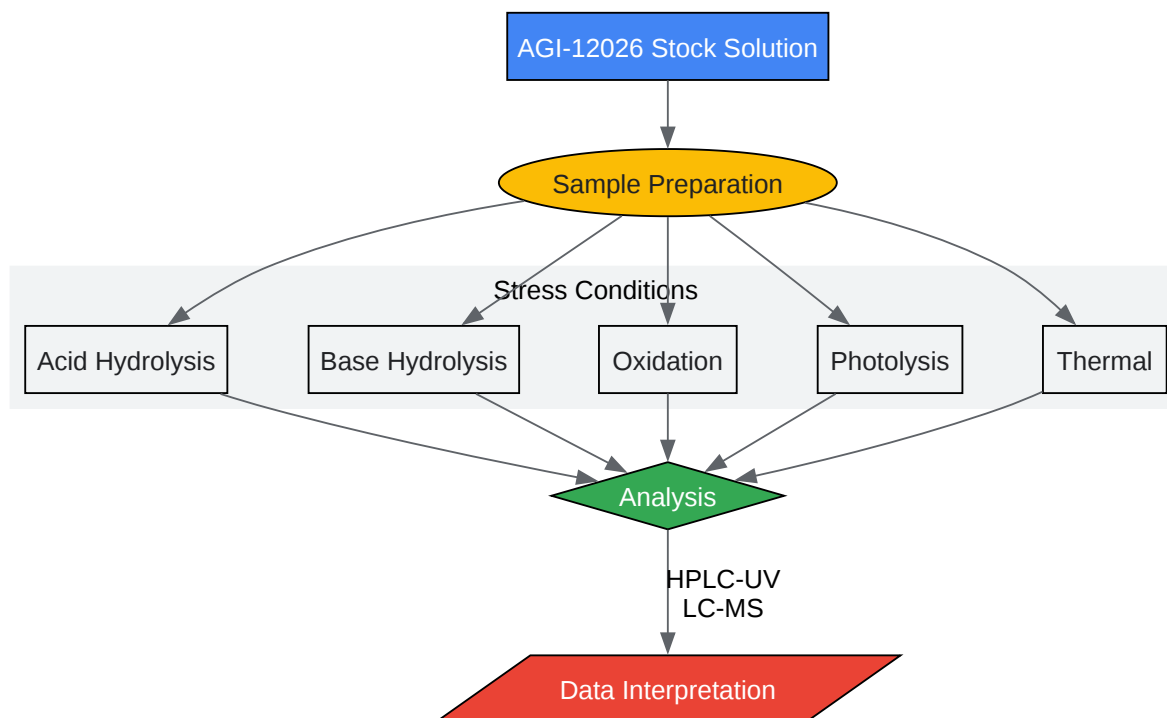 AGI-12026 Stock Solution
Sample Preparation
Stress Conditions
Acid Hydrolysis
Base Hydrolysis
Oxidation
Photolysis
Thermal
Analysis
HPLC-UV
LC-MS
Data Interpretation